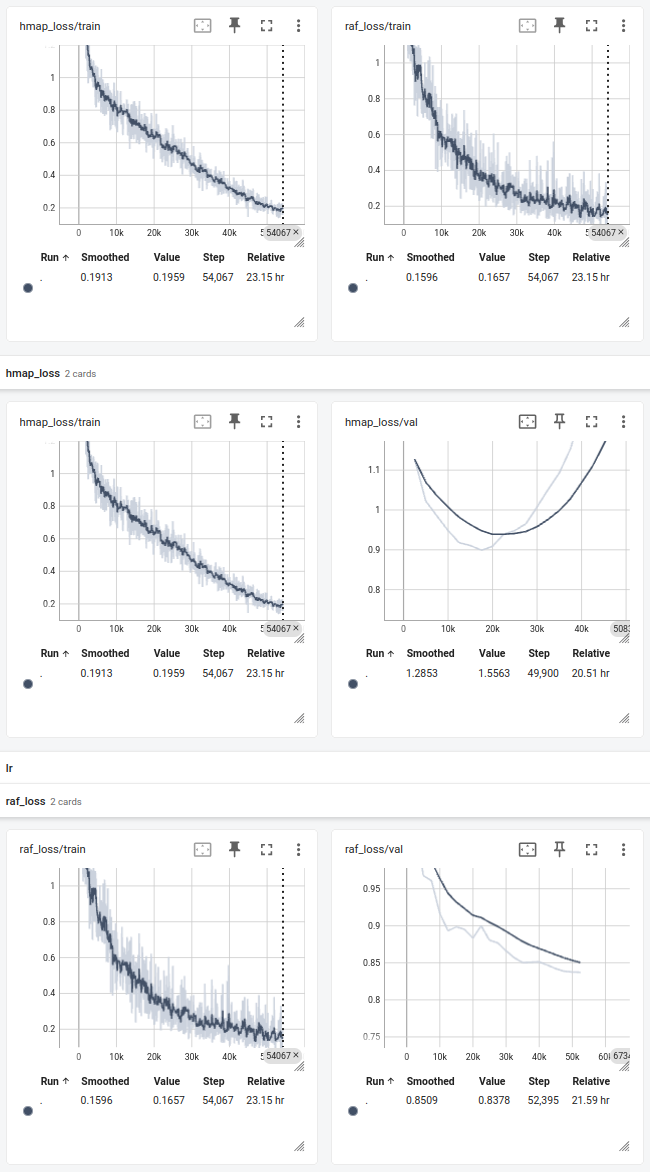 hmap_loss/train
raf_loss/train
1
0.8
0.6
0.4
0.2
0 10k 20k 30k 40k 5 54067 ×
1
0.8
0.6
0.4
0.2
0 10k 20k 30k 40k 5 54067 ×
Run ↑ Smoothed Value Step Relative
. 0.1913 0.1959 54,067 23.15 hr
Run ↑ Smoothed Value Step Relative
. 0.1596 0.1657 54,067 23.15 hr
hmap_loss 2 cards
hmap_loss/train
hmap_loss/val
1
0.8
0.6
0.4
0.2
0 10k 20k 30k 40k 5 54067 ×
1.1
1
0.9
0.8
0 10k 20k 30k 40k 5083
Run ↑ Smoothed Value Step Relative
. 0.1913 0.1959 54,067 23.15 hr
Run ↑ Smoothed Value Step Relative
. 1.2853 1.5563 49,900 20.51 hr
lr
raf_loss 2 cards
raf_loss/train
raf_loss/val
1
0.8
0.6
0.4
0.2
0 10k 20k 30k 40k 5 54067 ×
0.95
0.9
0.85
0.8
0.75
0 10k 20k 30k 40k 50k 60 6734
Run ↑ Smoothed Value Step Relative
. 0.1596 0.1657 54,067 23.15 hr
Run ↑ Smoothed Value Step Relative
. 0.8509 0.8378 52,395 21.59 hr